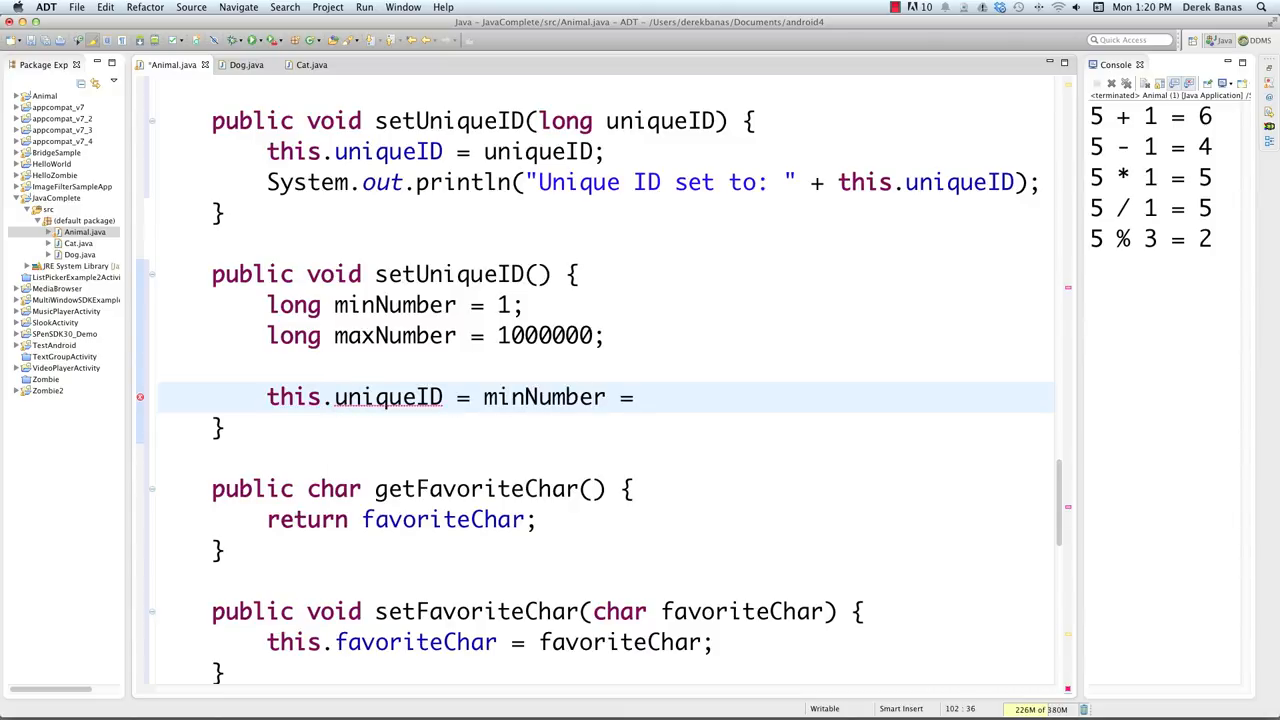 ADT File Edit Refactor Source Navigate Search Project Run Window Help 10 Mon 1:20 PM Derek Banas
Java - JavaComplete/src/Animal.java - ADT - /Users/derekbanas/Documents/android4
Quick Access Java DDMS
Package Exp
Animal
appcompat_v7
appcompat_v7_2
appcompat_v7_3
appcompat_v7_4
BridgeSample
HelloWorld
HelloZombie
ImageFilterSampleApp
JavaComplete
src
(default package)
Animal.java
Cat.java
Dog.java
JRE System Library [Ja
ListPickerExample2Activi
MediaBrowser
MultiWindowSDKExample
MusicPlayerActivity
SlookActivity
SPenSDK30_Demo
TestAndroid
TextGroupActivity
VideoPlayerActivity
Zombie
Zombie2
*Animal.java Dog.java Cat.java
public void setUniqueID(long uniqueID) {
this.uniqueID = uniqueID;
System.out.println("Unique ID set to: " + this.uniqueID);
}
public void setUniqueID() {
long minNumber = 1;
long maxNumber = 1000000;
this.uniqueID = minNumber =
}
public char getFavoriteChar() {
return favoriteChar;
}
public void setFavoriteChar(char favoriteChar) {
this.favoriteChar = favoriteChar;
}
Console
<terminated> Animal (1) [Java Application] /S
5 + 1 = 6
5 - 1 = 4
5 * 1 = 5
5 / 1 = 5
5 % 3 = 2
Writable Smart Insert 102 : 36 226M of 380M